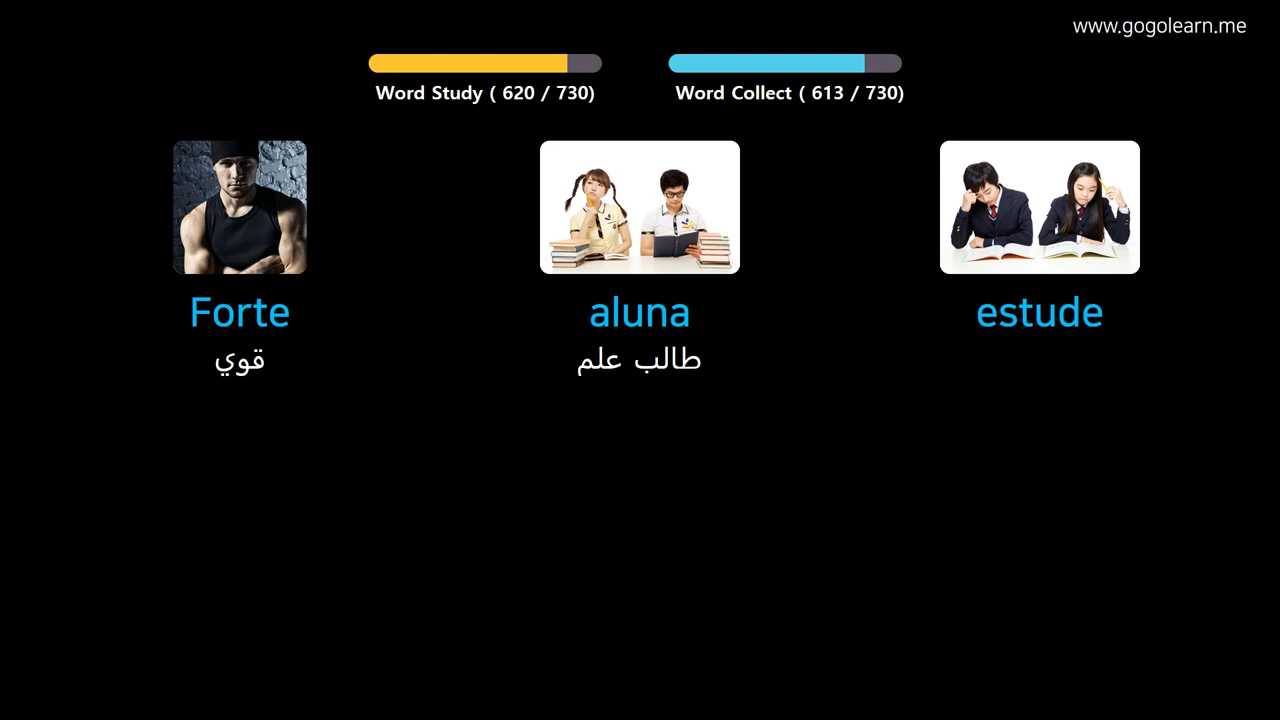 www.gogolearn.me
Word Study ( 620 / 730)
Word Collect ( 613 / 730)
Forte
قوي
aluna
طالب علم
estude